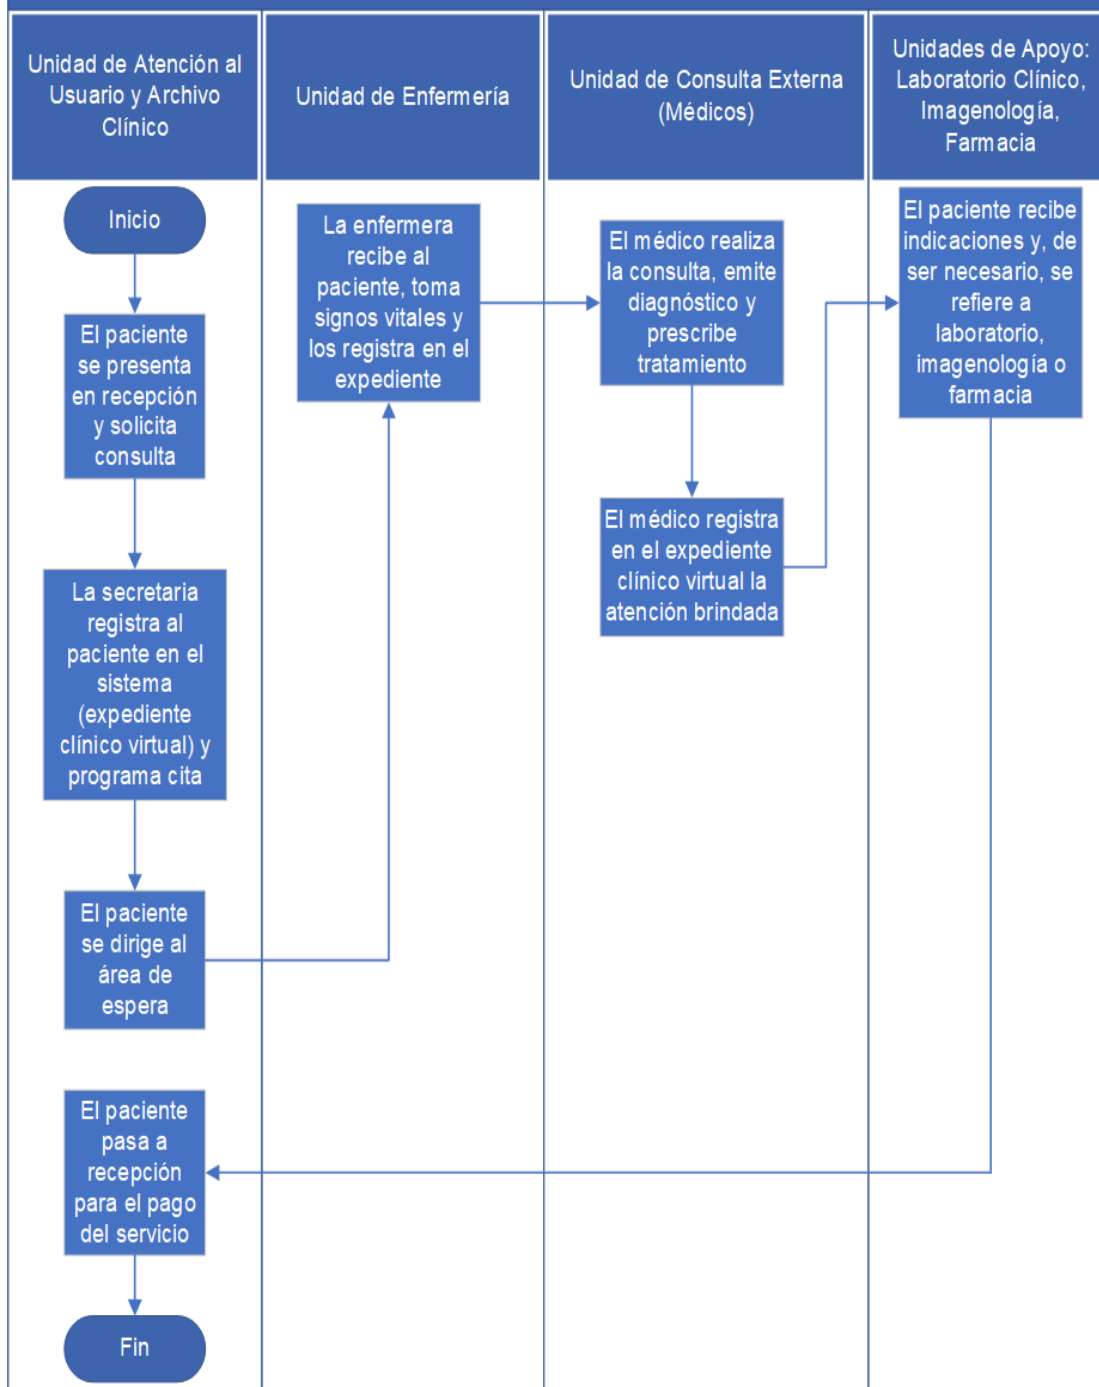 Unidad de Atención al
Usuario y Archivo
Clínico
Unidad de Enfermería
Unidad de Consulta Externa
(Médicos)
Unidades de Apoyo:
Laboratorio Clínico,
Imagenología,
Farmacia
Inicio
El paciente
se presenta
en recepción
y solicita
consulta
La secretaria
registra al
paciente en el
sistema
(expediente
clínico virtual) y
programa cita
El paciente
se dirige al
área de
espera
La enfermera
recibe al
paciente, toma
signos vitales y
los registra en el
expediente
El médico realiza
la consulta, emite
diagnóstico y
prescribe
tratamiento
El médico registra
en el expediente
clínico virtual la
atención brindada
El paciente recibe
indicaciones y, de
ser necesario, se
refiere a
laboratorio,
imagenología o
farmacia
El paciente
pasa a
recepción
para el pago
del servicio
Fin